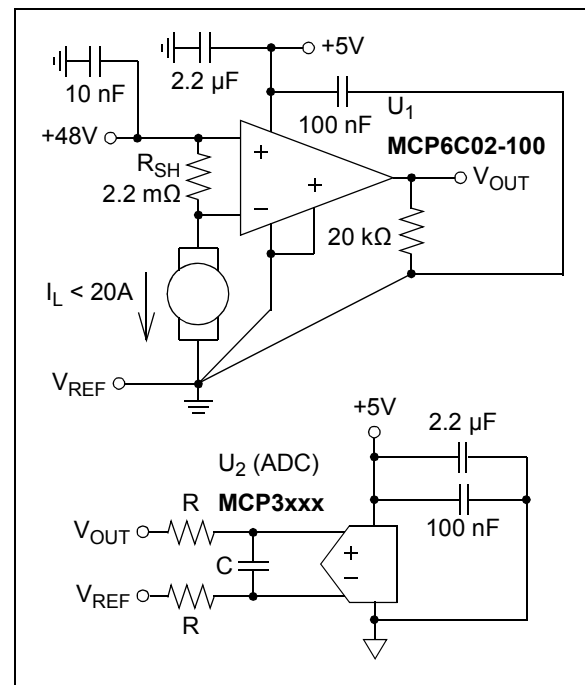 +5V
2.2 µF
10 nF
100 nF
U1
MCP6C02-100
+48V
+
RSH
2.2 mΩ
+
−
VOUT
20 kΩ
IL < 20A
VREF
+5V
2.2 µF
U2 (ADC)
MCP3xxx
100 nF
R
VOUT
+
C
−
VREF
R